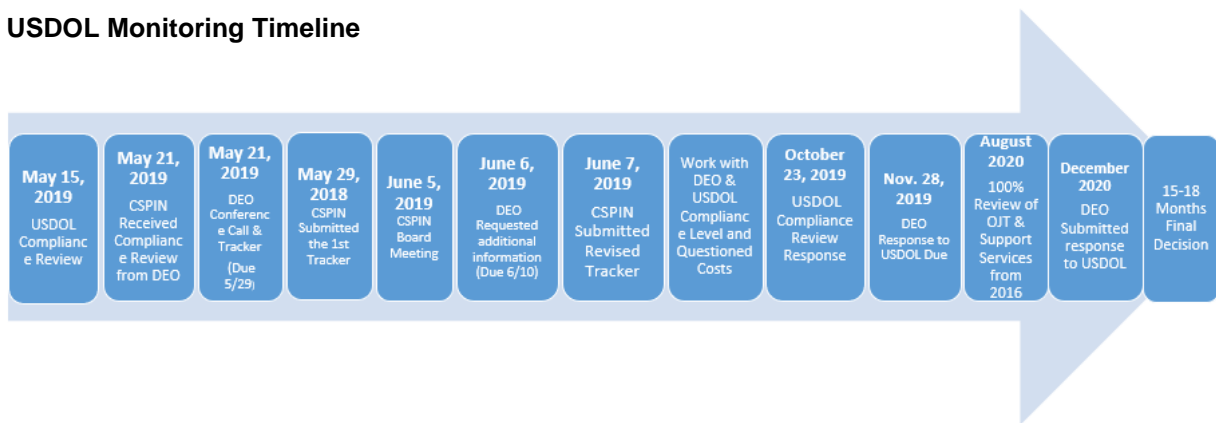 USDOL Monitoring Timeline
May 15,
2019
USDOL
Complianc
e Review
May 21,
2019
CSPIN
Received
Complianc
e Review
from DEO
May 21,
2019
DEO
Conferenc
e Call &
Tracker
(Due
5/29)
May 29,
2018
CSPIN
Submitted
the 1st
Tracker
June 5,
2019
CSPIN
Board
Meeting
June 6,
2019
DEO
Requested
additional
information
(Due 6/10)
June 7,
2019
CSPIN
Submitted
Revised
Tracker
Work with
DEO &
USDOL
Complianc
e Level and
Questioned
Costs
October
23, 2019
USDOL
Compliance
Review
Response
Nov. 28,
2019
DEO
Response to
USDOL Due
August
2020
100%
Review of
OJT &
Support
Services
from
2016
December
2020
DEO
Submitted
response
to USDOL
15-18
Months
Final
Decision